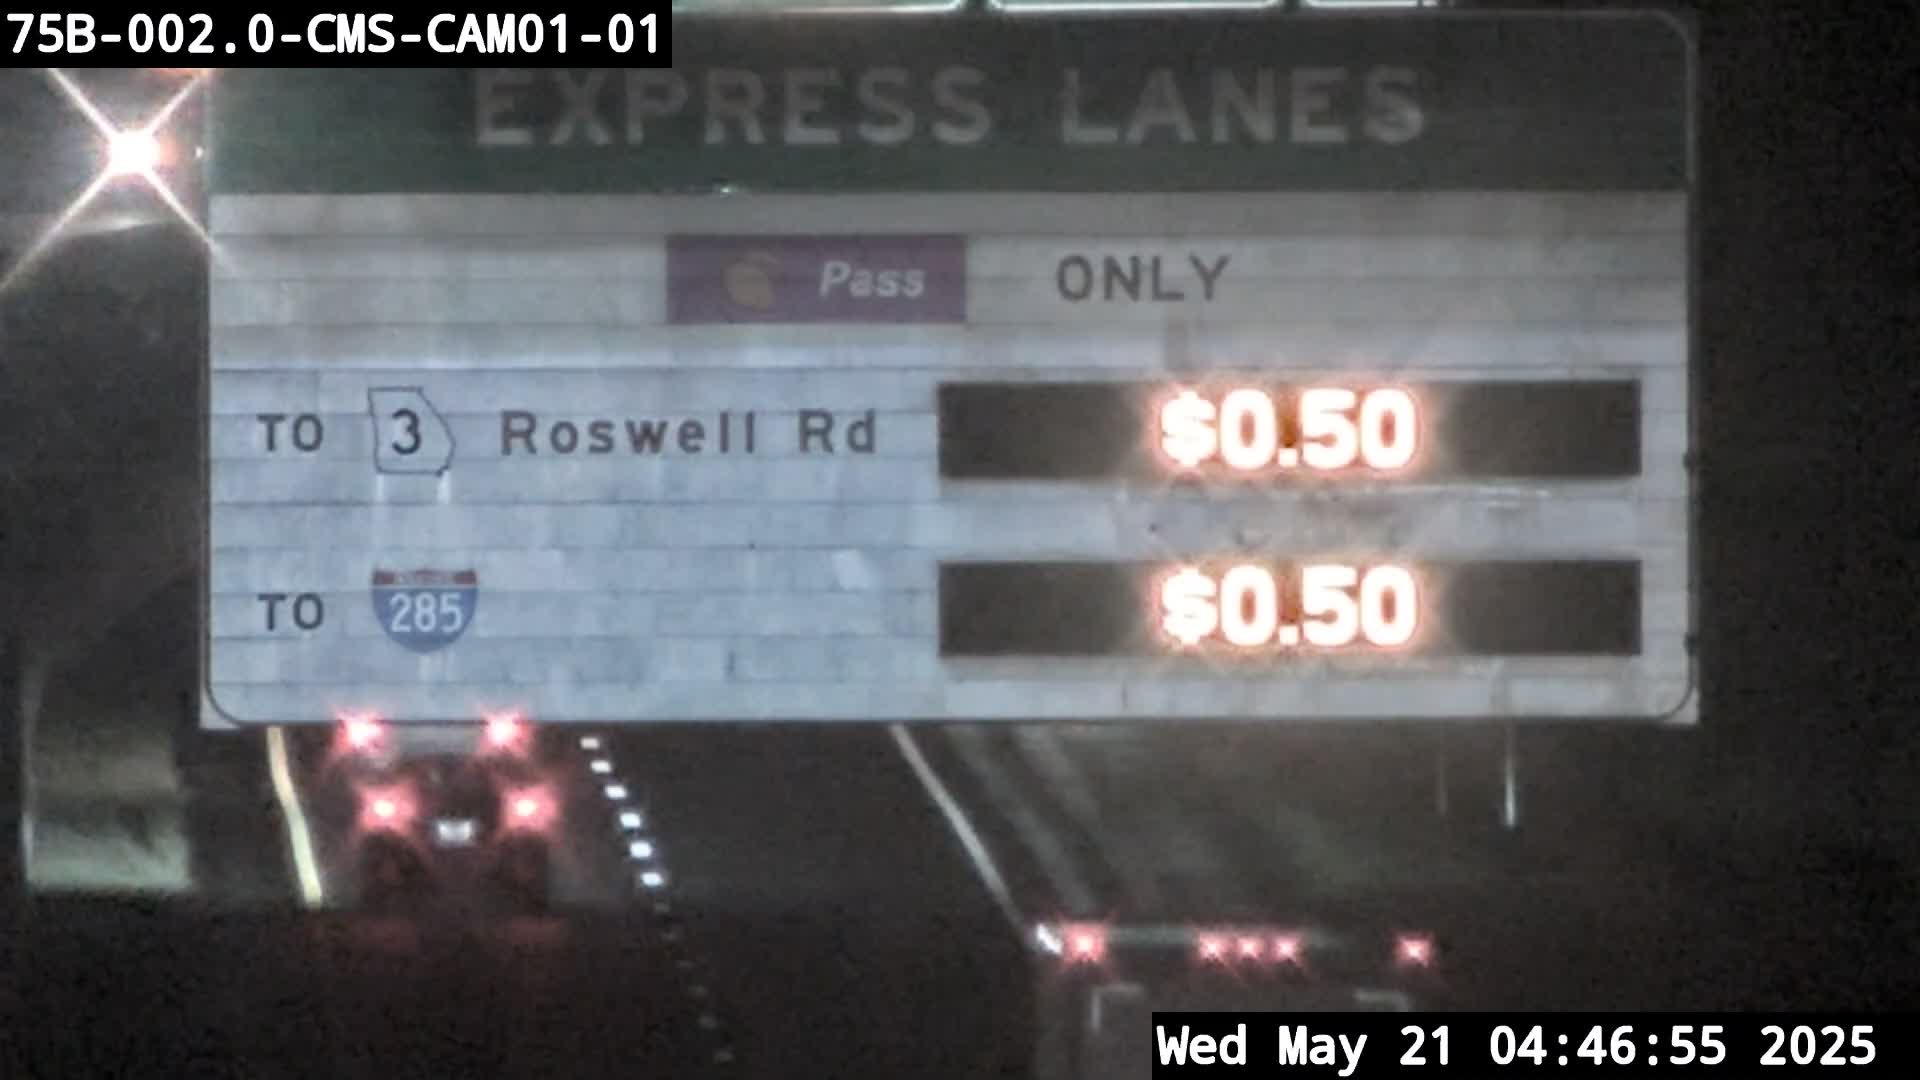 75B-002.0-CMS-CAM01-01
EXPRESS LANES
Pass ONLY
TO 3 Roswell Rd $0.50
TO 285 $0.50
Wed May 21 04:46:55 2025